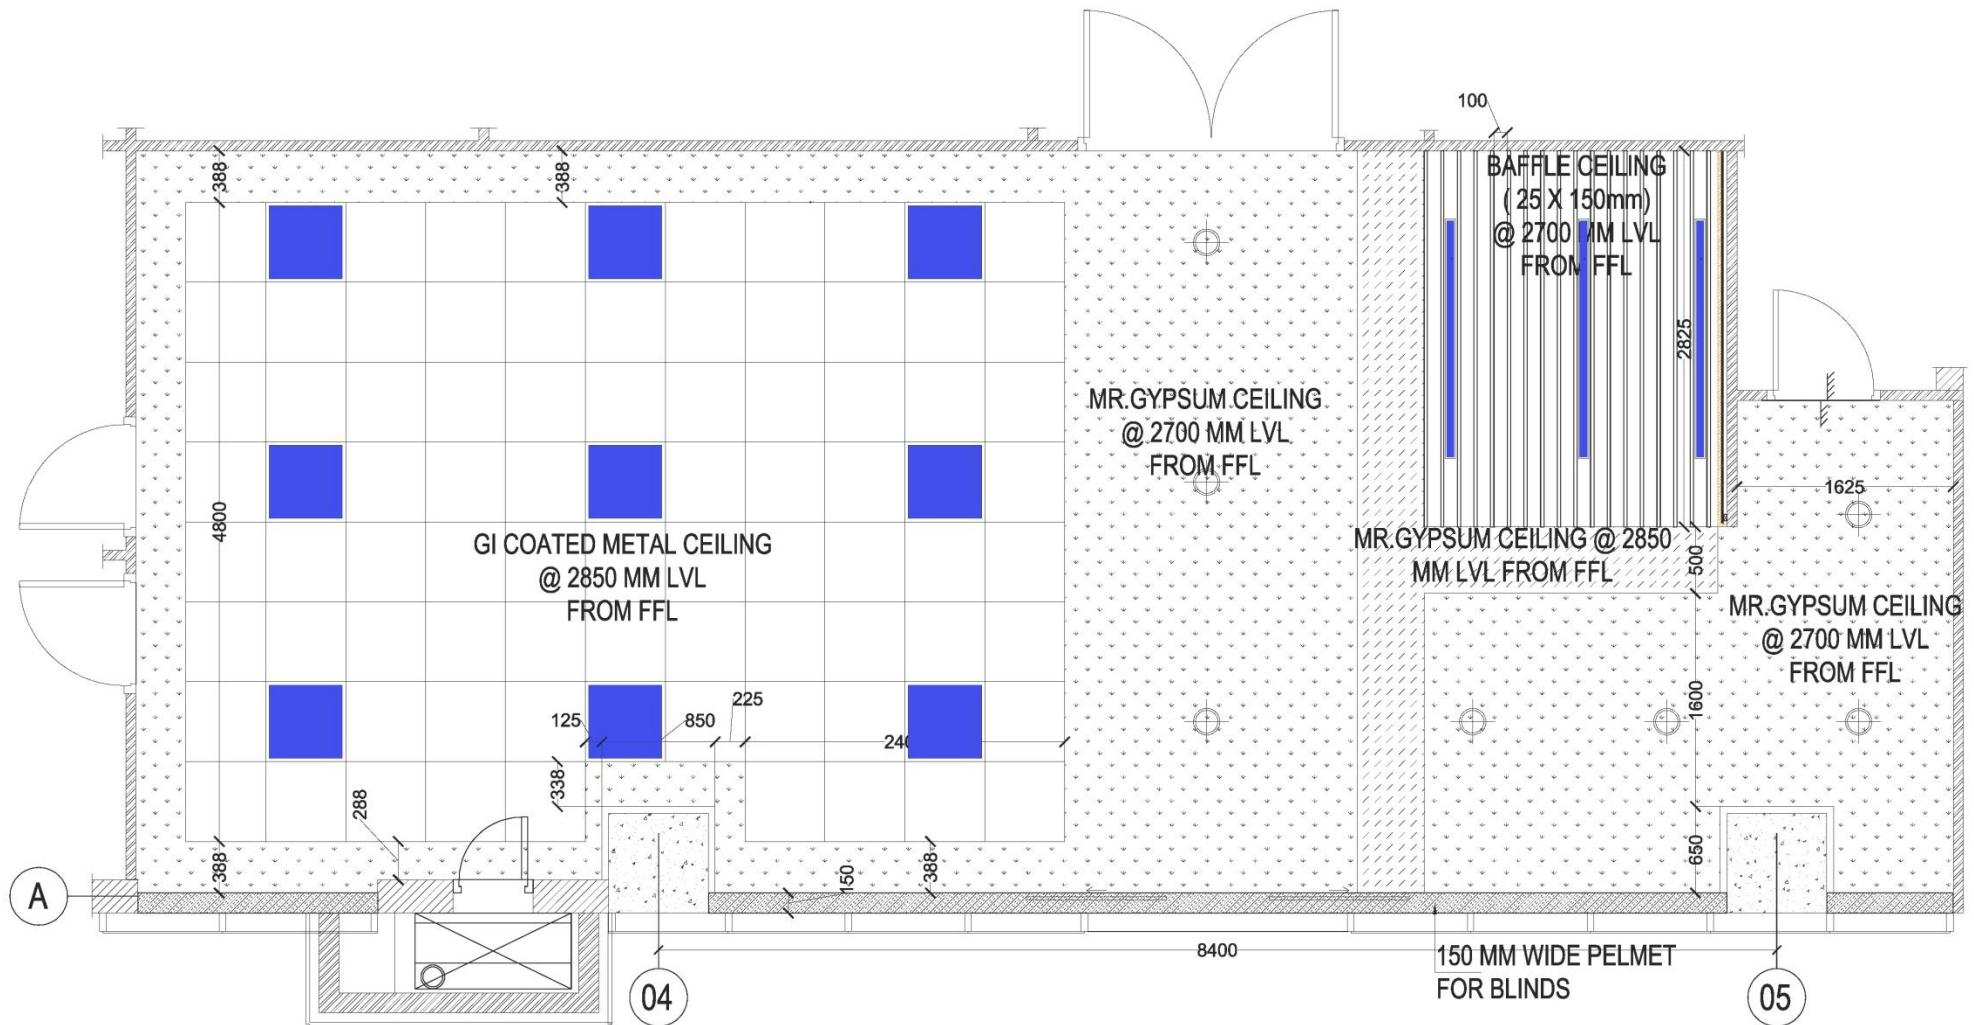 100
BAFFLE CEILING
( 25 X 150mm)
@ 2700 MM LVL
FROM FFL
388
388
2825
MR.GYPSUM CEILING
@ 2700 MM LVL
FROM FFL
1625
4800
GI COATED METAL CEILING
@ 2850 MM LVL
FROM FFL
MR.GYPSUM CEILING @ 2850
MM LVL FROM FFL
500
MR.GYPSUM CEILING
@ 2700 MM LVL
FROM FFL
125
850
225
1600
338
288
388
150
388
650
A
8400
150 MM WIDE PELMET
FOR BLINDS
04
05